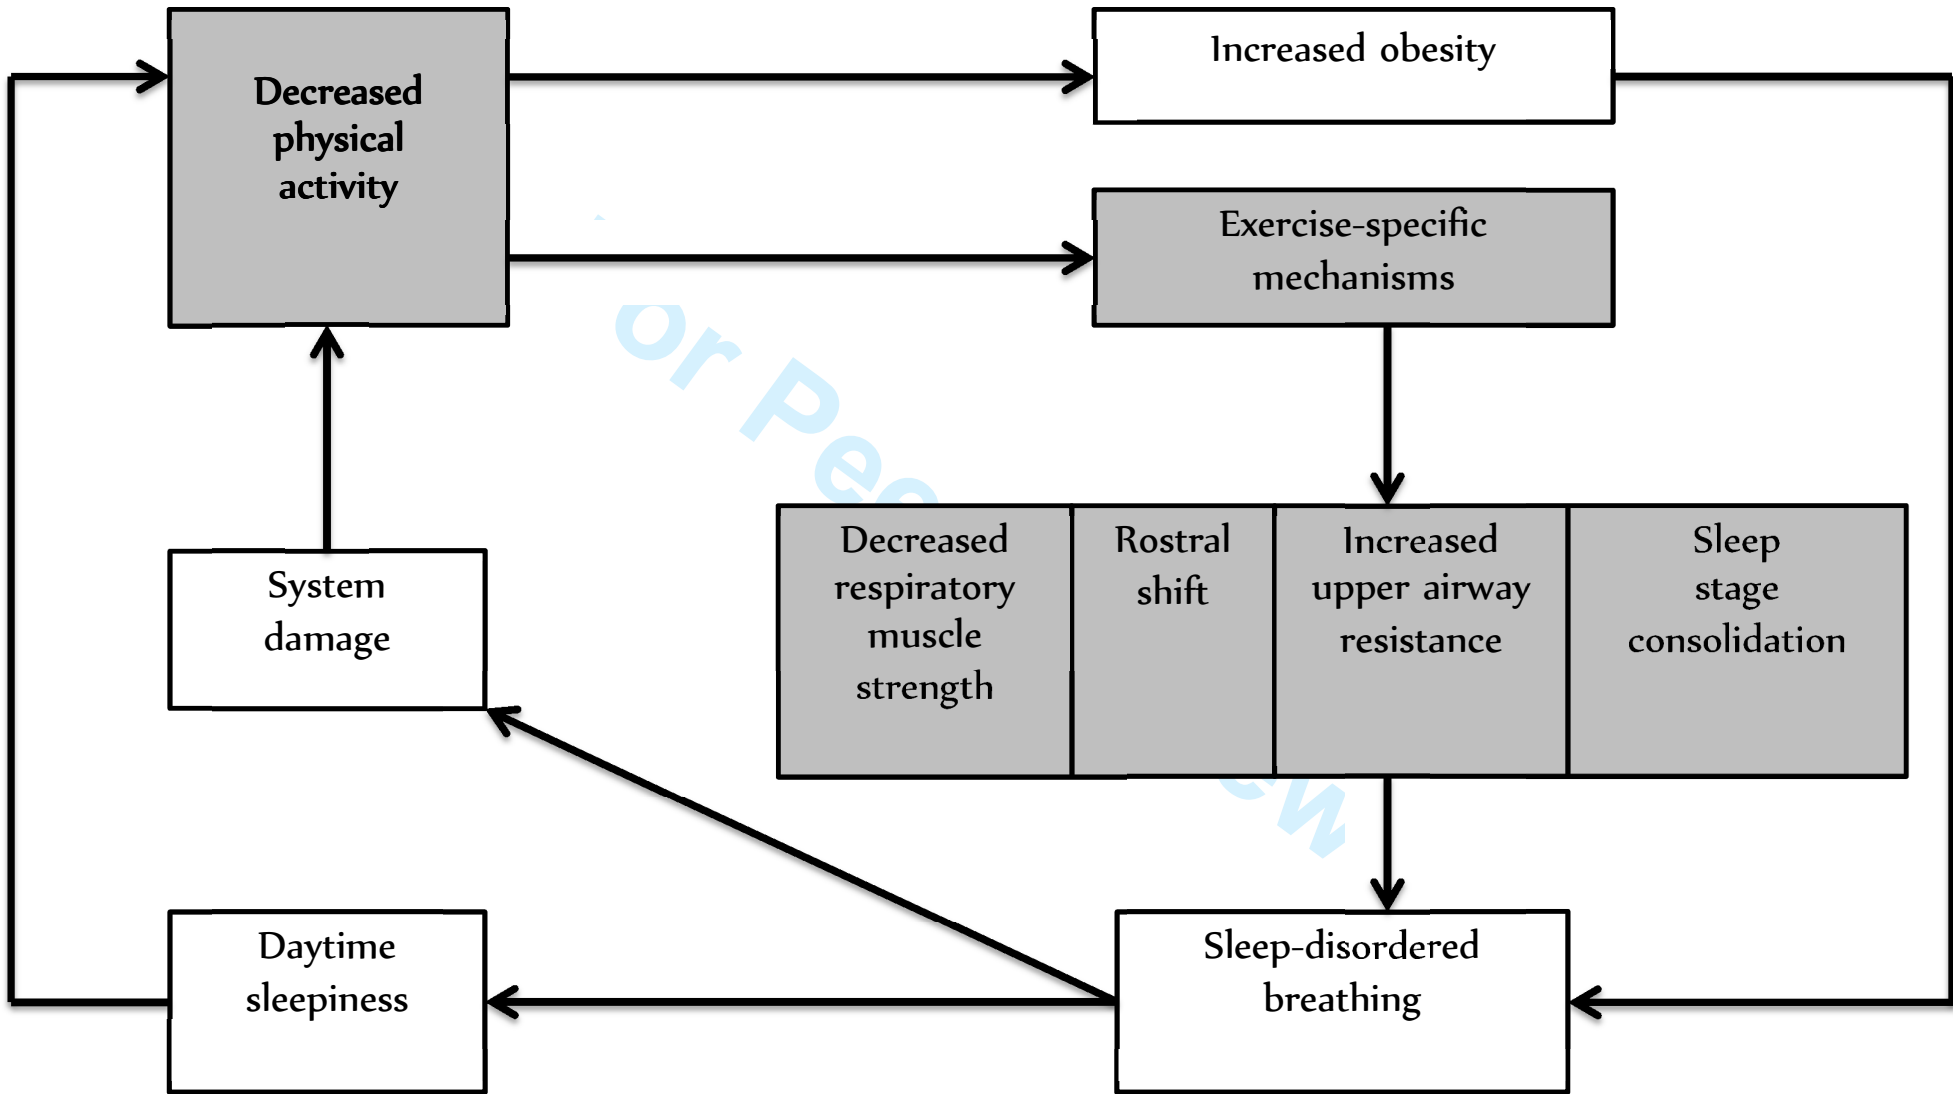 Decreased
physical
activity
Increased obesity
Exercise-specific
mechanisms
Decreased
respiratory
muscle
strength
Rostral
shift
Increased
upper airway
resistance
Sleep
stage
consolidation
System
damage
Daytime
sleepiness
Sleep-disordered
breathing